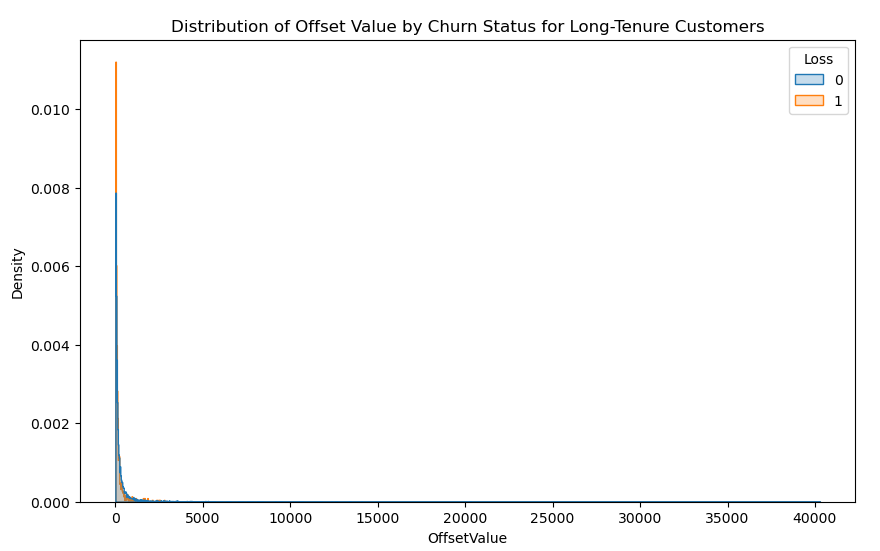 Distribution of Offset Value by Churn Status for Long-Tenure Customers
Loss
0
1
Density
0.010
0.008
0.006
0.004
0.002
0.000
0 5000 10000 15000 20000 25000 30000 35000 40000
OffsetValue